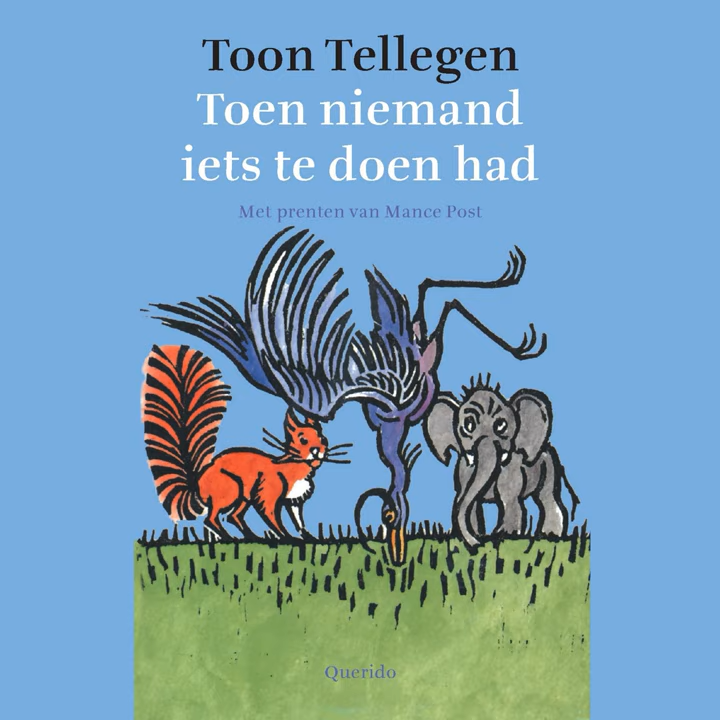 Toon Tellegen
Toen niemand
iets te doen had
Met prenten van Mance Post
Querido